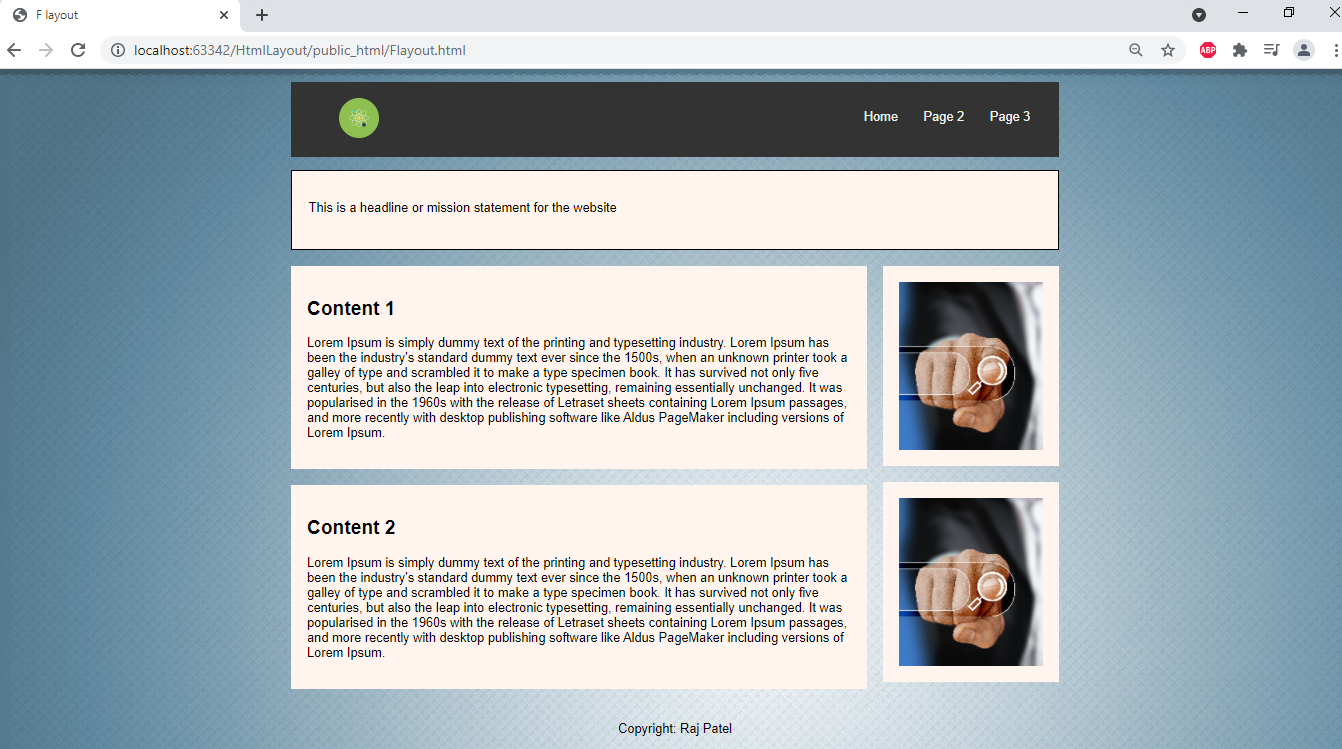 F layout
localhost:63342/HtmlLayout/public_html/Flayout.html
ABP
Home Page 2 Page 3
This is a headline or mission statement for the website
Content 1
Lorem Ipsum is simply dummy text of the printing and typesetting industry. Lorem Ipsum has
been the industry's standard dummy text ever since the 1500s, when an unknown printer took a
galley of type and scrambled it to make a type specimen book. It has survived not only five
centuries, but also the leap into electronic typesetting, remaining essentially unchanged. It was
popularised in the 1960s with the release of Letraset sheets containing Lorem Ipsum passages,
and more recently with desktop publishing software like Aldus PageMaker including versions of
Lorem Ipsum.
Content 2
Lorem Ipsum is simply dummy text of the printing and typesetting industry. Lorem Ipsum has
been the industry's standard dummy text ever since the 1500s, when an unknown printer took a
galley of type and scrambled it to make a type specimen book. It has survived not only five
centuries, but also the leap into electronic typesetting, remaining essentially unchanged. It was
popularised in the 1960s with the release of Letraset sheets containing Lorem Ipsum passages,
and more recently with desktop publishing software like Aldus PageMaker including versions of
Lorem Ipsum.
Copyright: Raj Patel